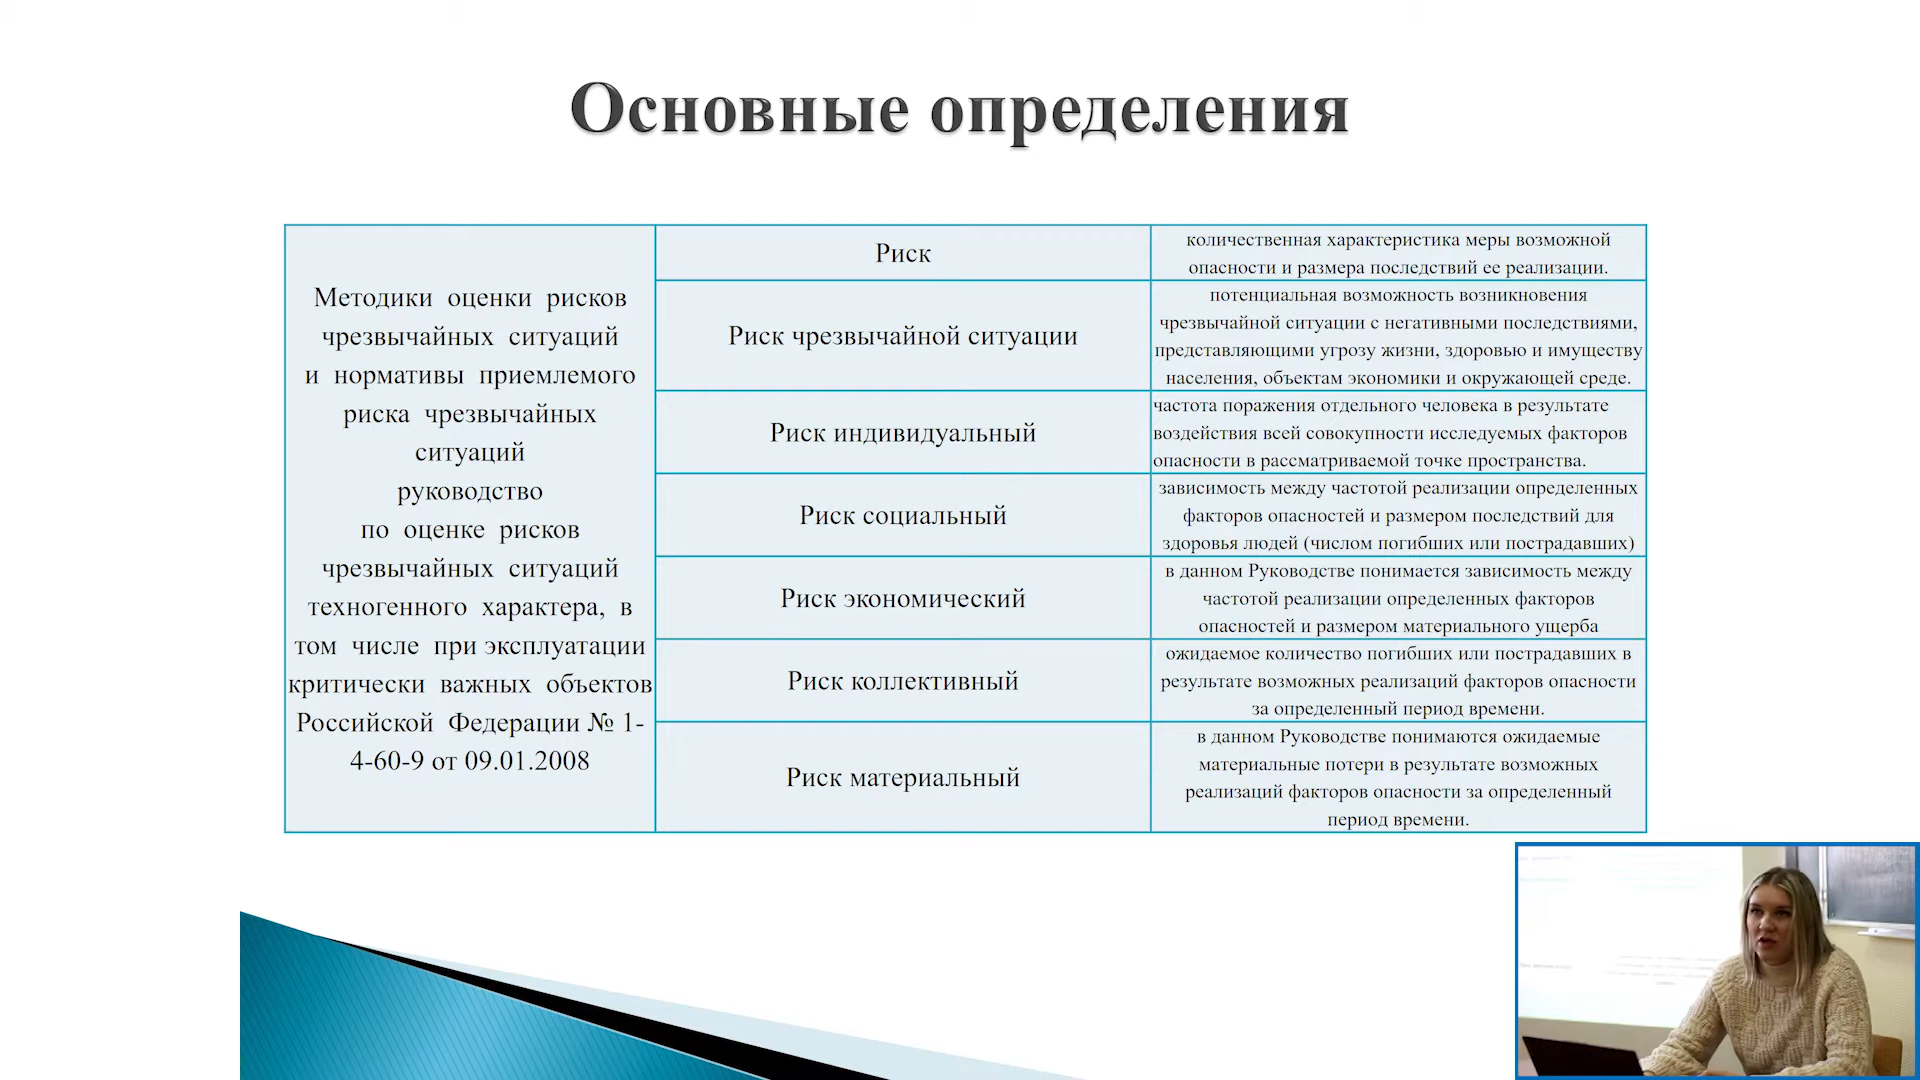 Основные определения
Методики оценки рисков
чрезвычайных ситуаций
и нормативы приемлемого
риска чрезвычайных
ситуаций
руководство
по оценке рисков
чрезвычайных ситуаций
техногенного характера, в
том числе при эксплуатации
критически важных объектов
Российской Федерации № 1-
4-60-9 от 09.01.2008
Риск
количественная характеристика меры возможной
опасности и размера последствий ее реализации.
Риск чрезвычайной ситуации
потенциальная возможность возникновения
чрезвычайной ситуации с негативными последствиями,
представляющими угрозу жизни, здоровью и имуществу
населения, объектам экономики и окружающей среде.
Риск индивидуальный
частота поражения отдельного человека в результате
воздействия всей совокупности исследуемых факторов
опасности в рассматриваемой точке пространства.
Риск социальный
зависимость между частотой реализации определенных
факторов опасностей и размером последствий для
здоровья людей (числом погибших или пострадавших)
Риск экономический
в данном Руководстве понимается зависимость между
частотой реализации определенных факторов
опасностей и размером материального ущерба
Риск коллективный
ожидаемое количество погибших или пострадавших в
результате возможных реализаций факторов опасности
за определенный период времени.
Риск материальный
в данном Руководстве понимаются ожидаемые
материальные потери в результате возможных
реализаций факторов опасности за определенный
период времени.